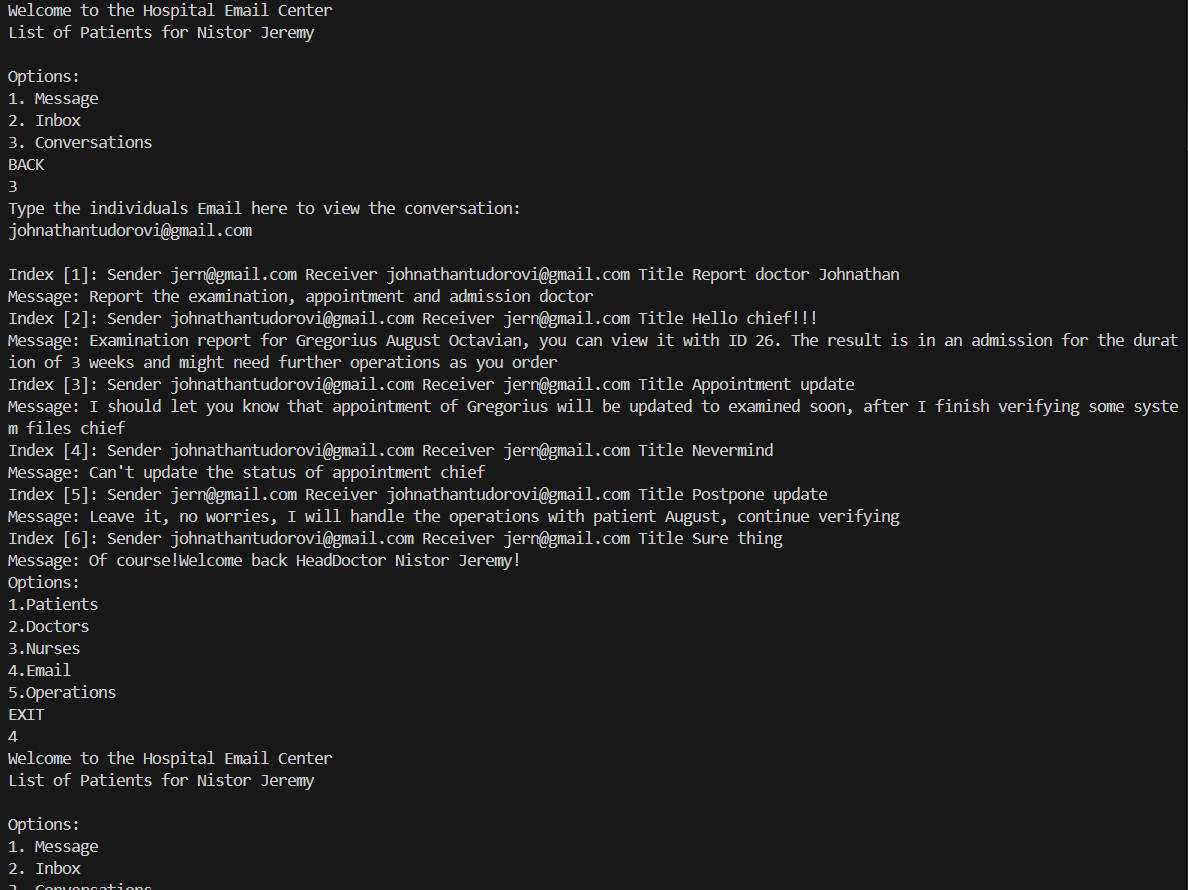 Welcome to the Hospital Email Center
List of Patients for Nistor Jeremy
Options:
1. Message
2. Inbox
3. Conversations
BACK
3
Type the individuals Email here to view the conversation:
johnathantudorovi@gmail.com
Index [1]: Sender jern@gmail.com Receiver johnathantudorovi@gmail.com Title Report doctor Johnathan
Message: Report the examination, appointment and admission doctor
Index [2]: Sender johnathantudorovi@gmail.com Receiver jern@gmail.com Title Hello chief!!!
Message: Examination report for Gregorius August Octavian, you can view it with ID 26. The result is in an admission for the durat
ion of 3 weeks and might need further operations as you order
Index [3]: Sender johnathantudorovi@gmail.com Receiver jern@gmail.com Title Appointment update
Message: I should let you know that appointment of Gregorius will be updated to examined soon, after I finish verifying some syste
m files chief
Index [4]: Sender johnathantudorovi@gmail.com Receiver jern@gmail.com Title Nevermind
Message: Can't update the status of appointment chief
Index [5]: Sender jern@gmail.com Receiver johnathantudorovi@gmail.com Title Postpone update
Message: Leave it, no worries, I will handle the operations with patient August, continue verifying
Index [6]: Sender johnathantudorovi@gmail.com Receiver jern@gmail.com Title Sure thing
Message: Of course!Welcome back HeadDoctor Nistor Jeremy!
Options:
1.Patients
2.Doctors
3.Nurses
4.Email
5.Operations
EXIT
4
Welcome to the Hospital Email Center
List of Patients for Nistor Jeremy
Options:
1. Message
2. Inbox
3. Conversations